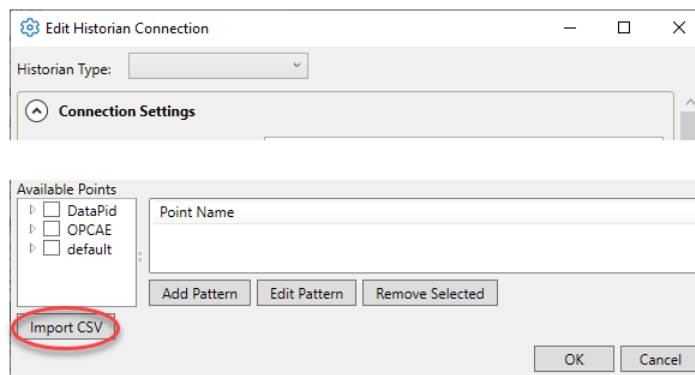 Edit Historian Connection
Historian Type:
Connection Settings
Available Points
DataPid
OPCAE
default
Point Name
Add Pattern Edit Pattern Remove Selected
Import CSV
OK Cancel